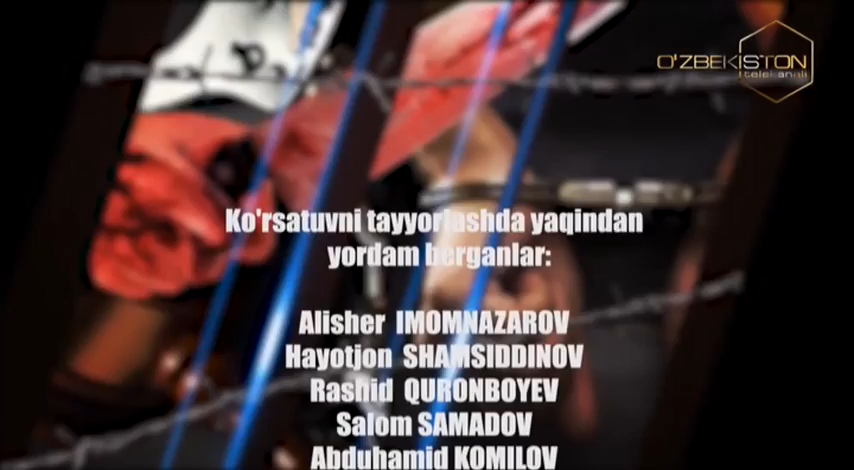 O'ZBEKISTON
telekanali
Ko'rsatuvni tayyorlashda yaqindan
yordam berganlar:
Alisher IMOMNAZAROV
Hayotjon SHAMSIDDINOV
Rashid QURONBOYEV
Salom SAMADOV
Abduhamid KOMILOV